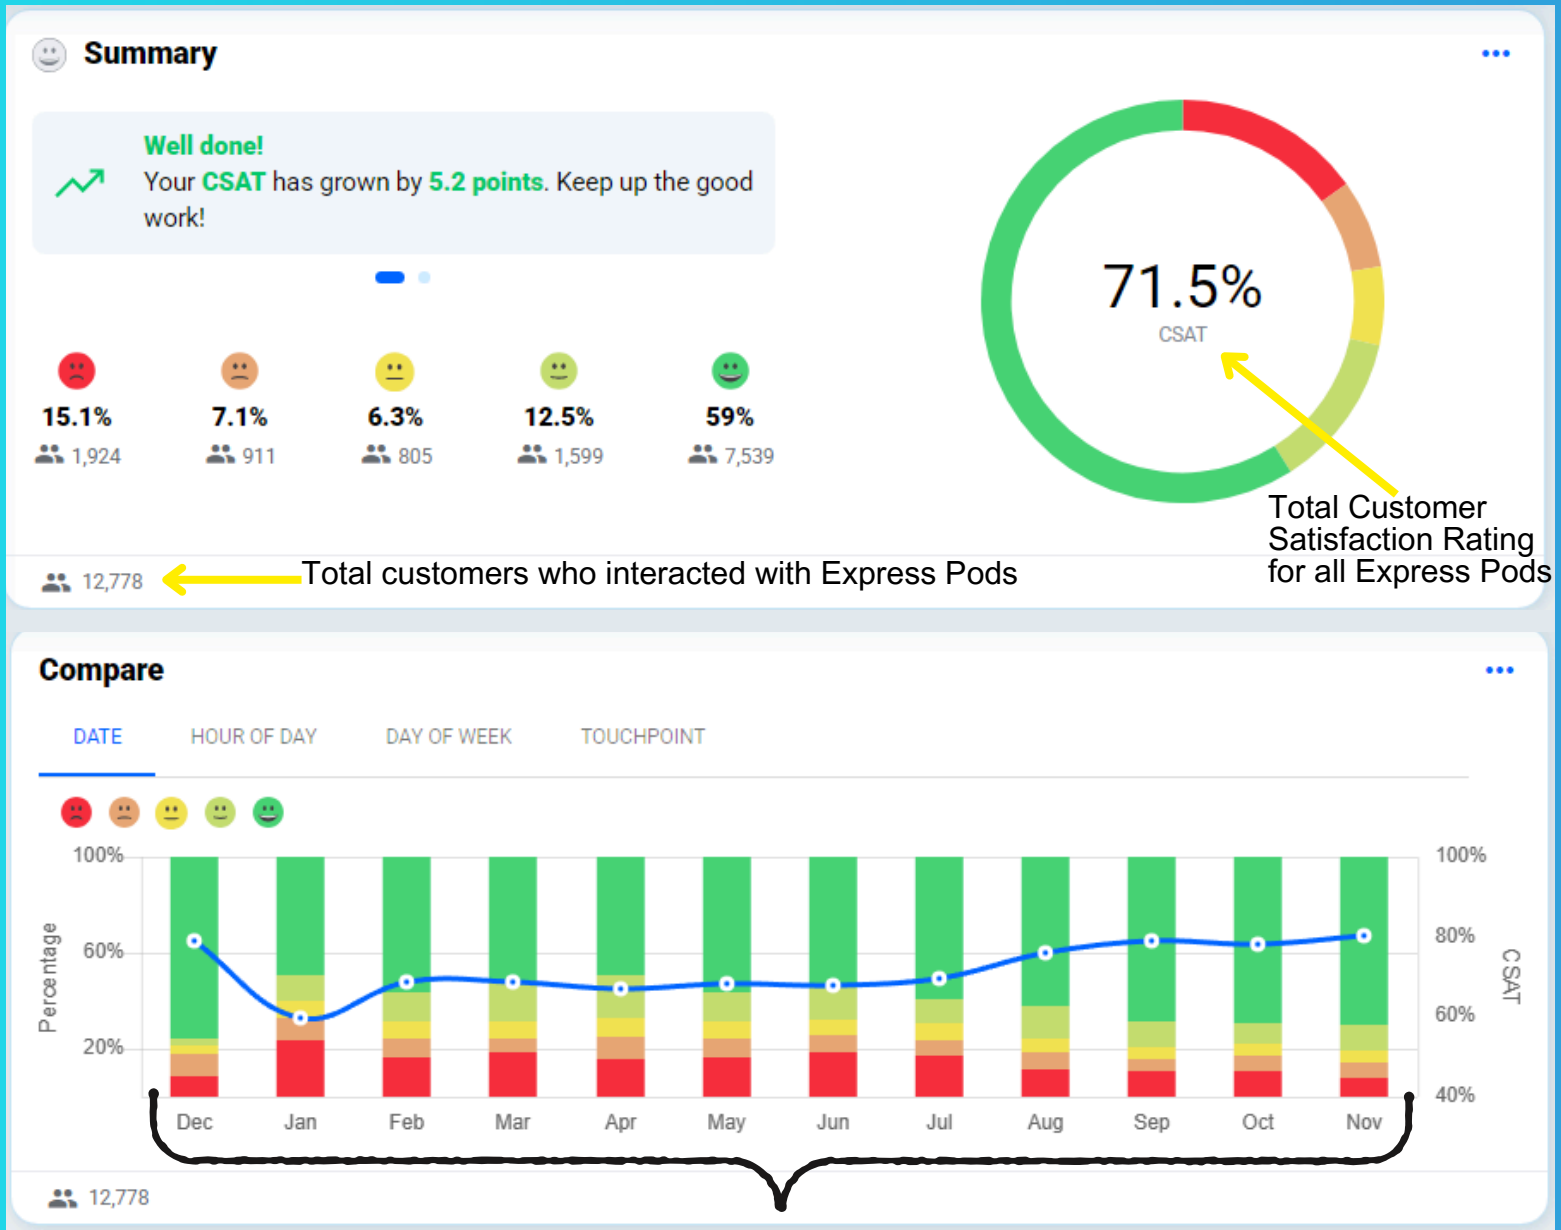 Summary
Well done!
Your CSAT has grown by 5.2 points. Keep up the good
work!
15.1%
7.1%
6.3%
12.5%
59%
1,924
911
805
1,599
7,539
71.5%
CSAT
Total Customer
Satisfaction Rating
for all Express Pods
12,778
Total customers who interacted with Express Pods
Compare
DATE
HOUR OF DAY
DAY OF WEEK
TOUCHPOINT
100%
60%
20%
Percentage
100%
80%
60%
40%
CSAT
Dec
Jan
Feb
Mar
Apr
May
Jun
Jul
Aug
Sep
Oct
Nov
12,778